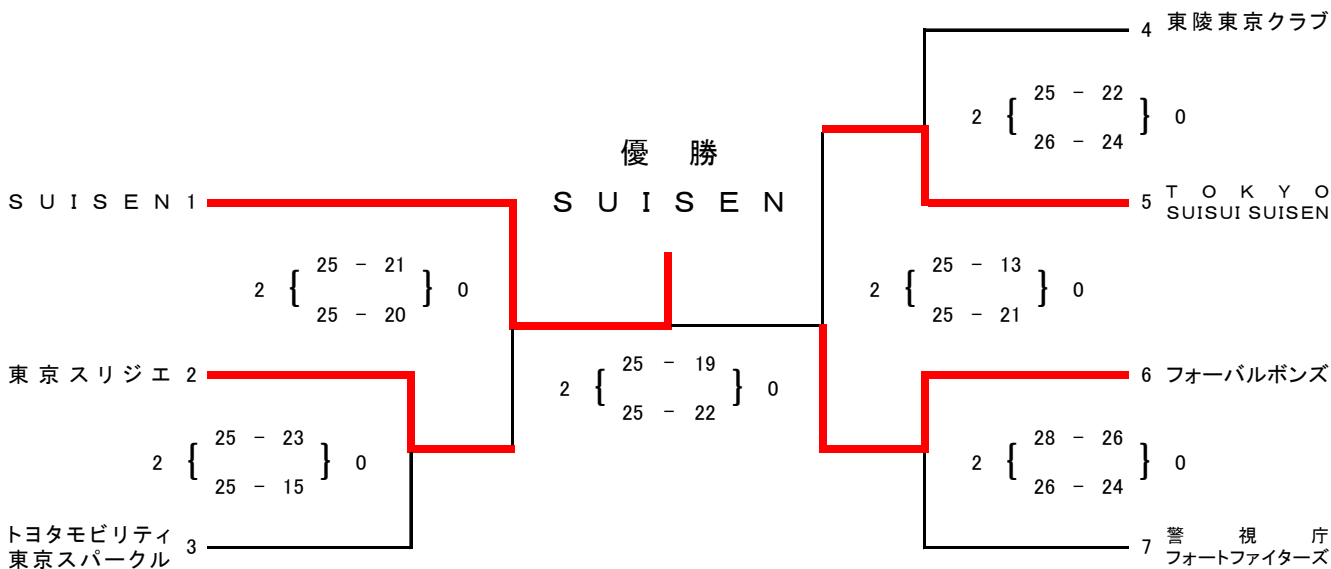 優 勝
SUISEN
SUISEN 1
2 { 25 - 21 } 0
25 - 20
東京スリジエ 2
2 { 25 - 23 } 0
25 - 15
トヨタモビリティ
東京スパークル 3
2 { 25 - 19 } 0
25 - 22
4 東陵東京クラブ
2 { 25 - 22 } 0
26 - 24
5 TOKYO
SUISUI SUISEN
2 { 25 - 13 } 0
25 - 21
6 フォーバルボンズ
2 { 28 - 26 } 0
26 - 24
7 警視庁
フォートファイターズ